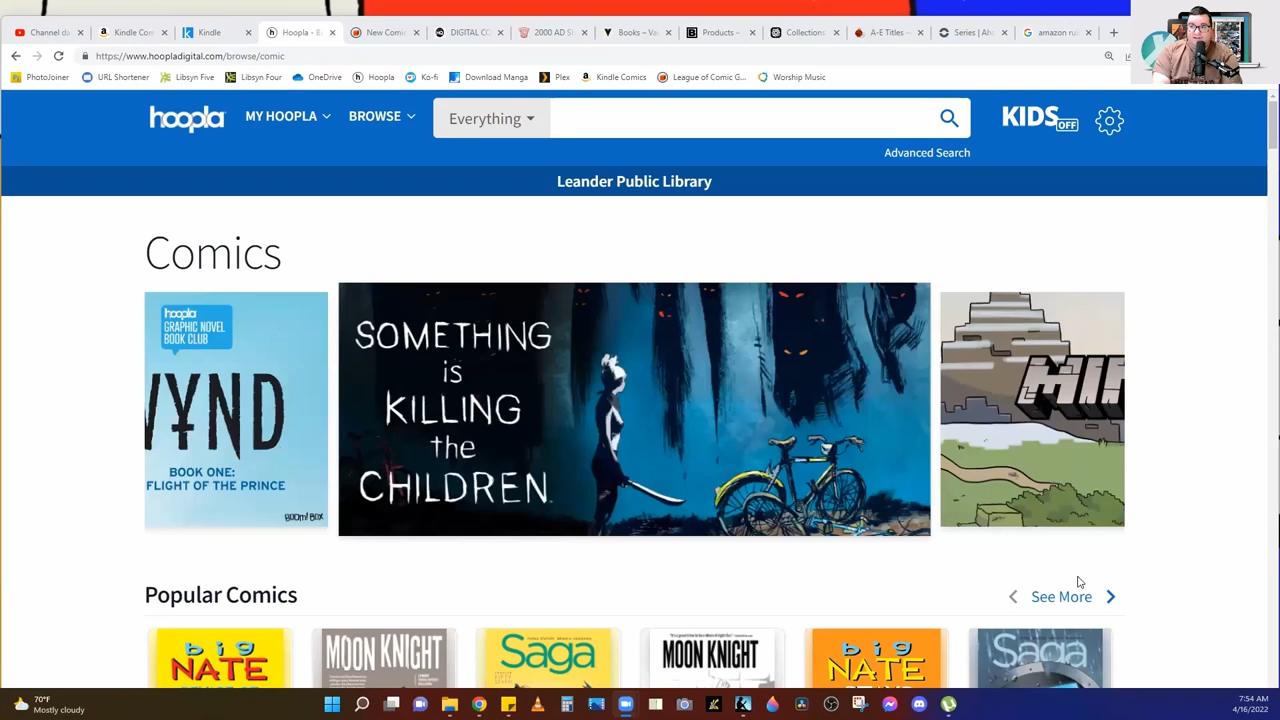 Channel da
Kindle Con
Kindle
Hoopla - B
New Comic
DIGITAL CO
2000 AD S
Books – Va
Products –
Collections
A-E Titles –
Series | Aho
amazon ru
https://www.hoopladigital.com/browse/comic
PhotoJoiner
URL Shortener
Libsyn Five
Libsyn Four
OneDrive
Hoopla
Ko-fi
Download Manga
Plex
Kindle Comics
League of Comic G...
Worship Music
hoopla
MY HOOPLA
BROWSE
Everything
KIDS OFF
Advanced Search
Leander Public Library
Comics
hoopla
GRAPHIC NOVEL
BOOK CLUB
WYND
BOOK ONE:
FLIGHT OF THE PRINCE
BOOM! BOX
SOMETHING
is
KILLING
the
CHILDREN
MI
Popular Comics
See More
big
NATE
MOON KNIGHT
Saga
MOON KNIGHT
big
NATE
Saga
70°F
Mostly cloudy
7:54 AM
4/16/2022